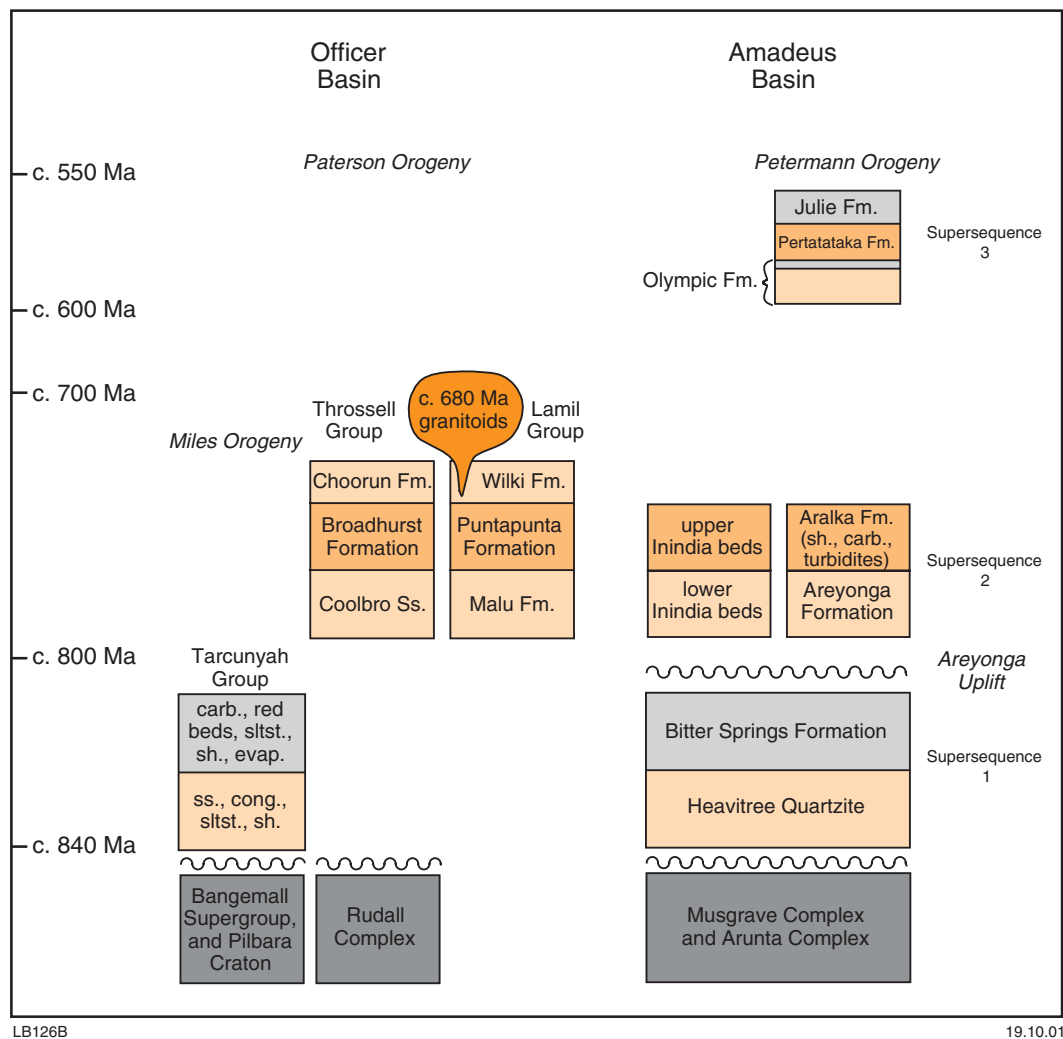 Officer
Basin
Amadeus
Basin
c. 550 Ma
Paterson Orogeny
Petermann Orogeny
Julie Fm.
Pertatataka Fm.
Supersequence
3
Olympic Fm.
c. 600 Ma
c. 700 Ma
Throssell
Group
c. 680 Ma
granitoids
Lamil
Group
Miles Orogeny
Choorun Fm.
Wilki Fm.
Broadhurst
Formation
Puntapunta
Formation
upper
Inindia beds
Aralka Fm.
(sh., carb.,
turbidites)
Supersequence
2
Coolbro Ss.
Malu Fm.
lower
Inindia beds
Areyonga
Formation
c. 800 Ma
Tarcunyah
Group
Areyonga
Uplift
carb., red
beds, sltst.,
sh., evap.
Bitter Springs Formation
Supersequence
1
ss., cong.,
sltst., sh.
Heavitree Quartzite
c. 840 Ma
Bangemall
Supergroup,
and Pilbara
Craton
Rudall
Complex
Musgrave Complex
and Arunta Complex
LB126B
19.10.01